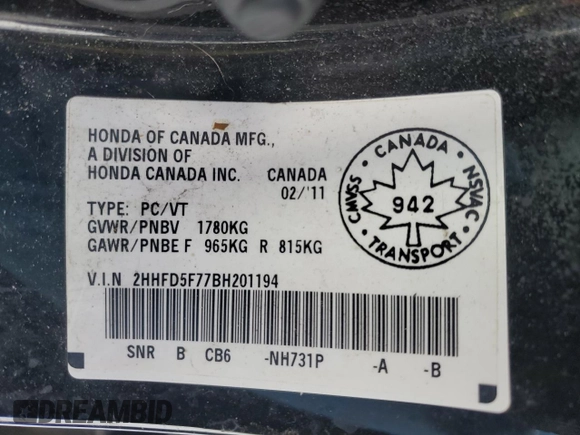 HONDA OF CANADA MFG.,
A DIVISION OF
HONDA CANADA INC. CANADA
02/'11
TYPE: PC/VT
GVWR/PNBV 1780KG
GAWR/PNBE F 965KG R 815KG
V.I.N 2HHFD5F77BH201194
SNR B CB6 -NH731P -A -B
CANADA
CMVSS 942 NSVAC
TRANSPORT
DREAMBID